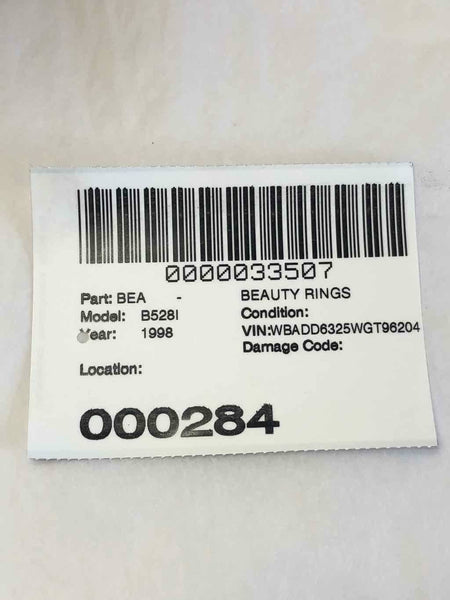 0000033507
Part: BEA - BEAUTY RINGS
Model: B528I Condition:
Year: 1998 VIN:WBADD6325WGT96204
Damage Code:
Location:
000284